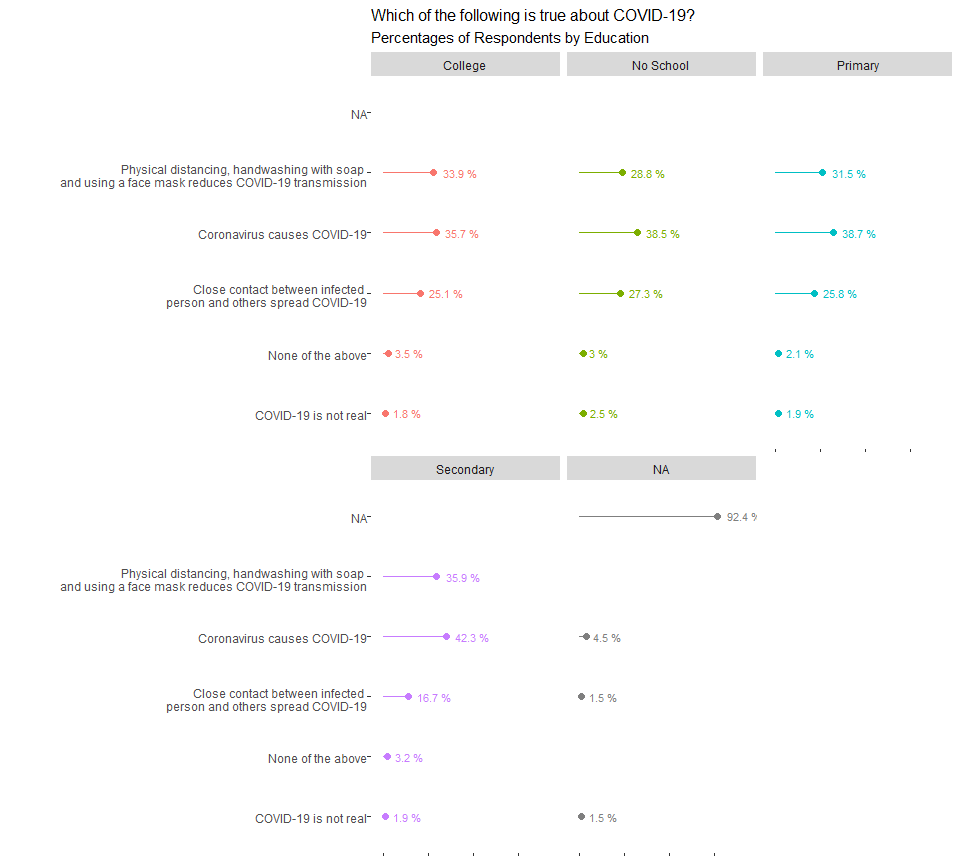 Which of the following is true about COVID-19?
Percentages of Respondents by Education
College
No School
Primary
NA
Physical distancing, handwashing with soap
and using a face mask reduces COVID-19 transmission
33.9 %
28.8 %
31.5 %
Coronavirus causes COVID-19
35.7 %
38.5 %
38.7 %
Close contact between infected
person and others spread COVID-19
25.1 %
27.3 %
25.8 %
None of the above
3.5 %
3 %
2.1 %
COVID-19 is not real
1.8 %
2.5 %
1.9 %
Secondary
NA
NA
92.4 %
Physical distancing, handwashing with soap
and using a face mask reduces COVID-19 transmission
35.9 %
Coronavirus causes COVID-19
42.3 %
4.5 %
Close contact between infected
person and others spread COVID-19
16.7 %
1.5 %
None of the above
3.2 %
COVID-19 is not real
1.9 %
1.5 %